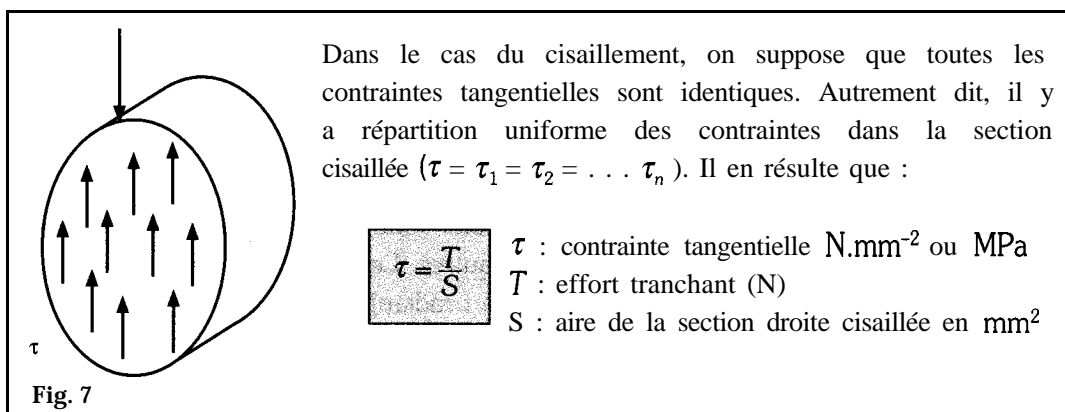 Dans le cas du cisaillement, on suppose que toutes les
contraintes tangentielles sont identiques. Autrement dit, il y
a répartition uniforme des contraintes dans la section
cisaillée (τ = τ₁ = τ₂ = . . . τₙ). Il en résulte que :
τ = T/S
τ : contrainte tangentielle N.mm⁻² ou MPa
T : effort tranchant (N)
S : aire de la section droite cisaillée en mm²
τ
Fig. 7